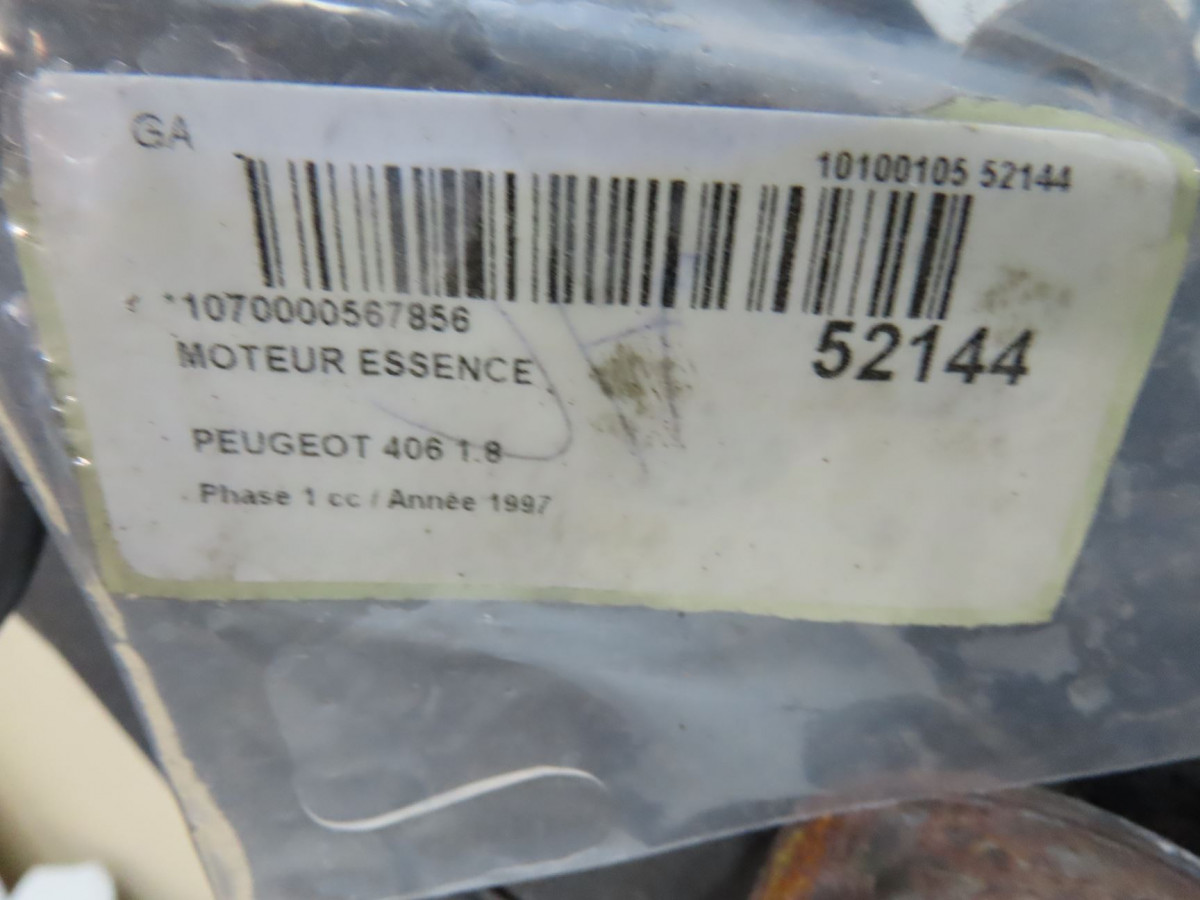 GA
10100105 52144
*1070000567856
52144
MOTEUR ESSENCE
PEUGEOT 406 1.8
Phase 1 cc / Année 1997